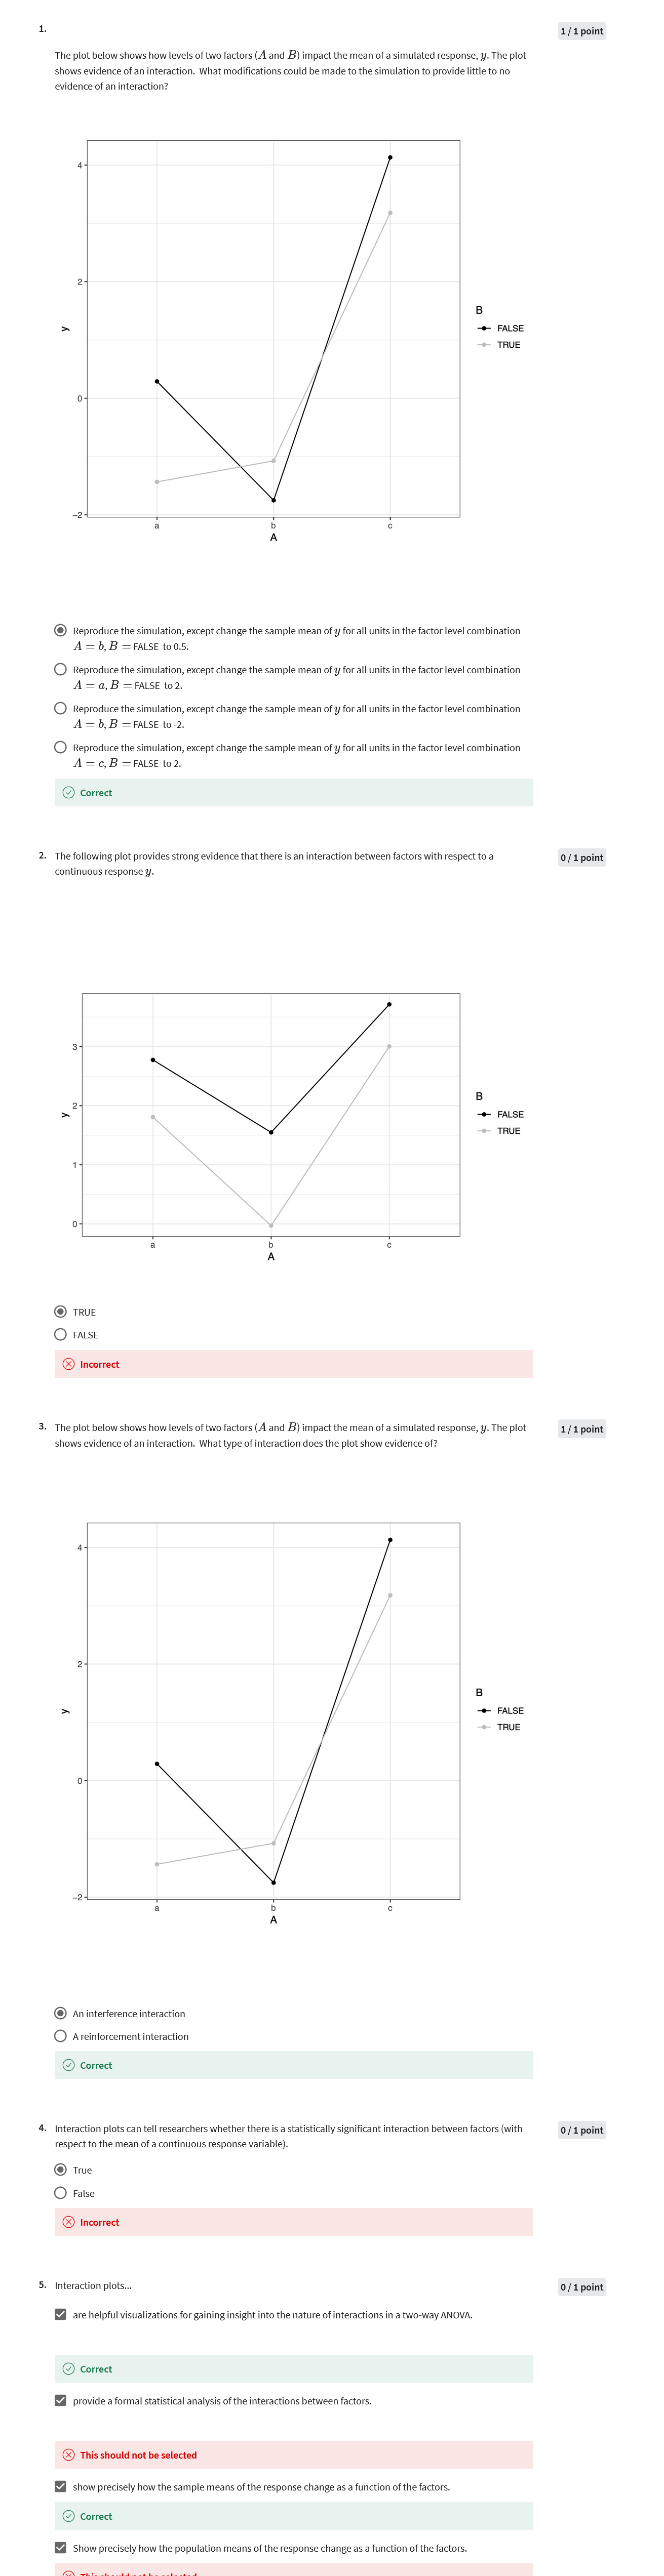 1.
1 / 1 point
The plot below shows how levels of two factors (A and B) impact the mean of a simulated response, y. The plot
shows evidence of an interaction. What modifications could be made to the simulation to provide little to no
evidence of an interaction?
4
2
0
−2
y
a b c
A
B
FALSE
TRUE
Reproduce the simulation, except change the sample mean of y for all units in the factor level combination
A = b, B = FALSE to 0.5.
Reproduce the simulation, except change the sample mean of y for all units in the factor level combination
A = a, B = FALSE to 2.
Reproduce the simulation, except change the sample mean of y for all units in the factor level combination
A = b, B = FALSE to -2.
Reproduce the simulation, except change the sample mean of y for all units in the factor level combination
A = c, B = FALSE to 2.
Correct
2. The following plot provides strong evidence that there is an interaction between factors with respect to a
continuous response y.
0 / 1 point
3
2
1
0
y
a b c
A
B
FALSE
TRUE
TRUE
FALSE
Incorrect
3. The plot below shows how levels of two factors (A and B) impact the mean of a simulated response, y. The plot
shows evidence of an interaction. What type of interaction does the plot show evidence of?
1 / 1 point
4
2
0
−2
y
a b c
A
B
FALSE
TRUE
An interference interaction
A reinforcement interaction
Correct
4. Interaction plots can tell researchers whether there is a statistically significant interaction between factors (with
respect to the mean of a continuous response variable).
0 / 1 point
True
False
Incorrect
5. Interaction plots...
0 / 1 point
are helpful visualizations for gaining insight into the nature of interactions in a two-way ANOVA.
Correct
provide a formal statistical analysis of the interactions between factors.
This should not be selected
show precisely how the sample means of the response change as a function of the factors.
Correct
Show precisely how the population means of the response change as a function of the factors.